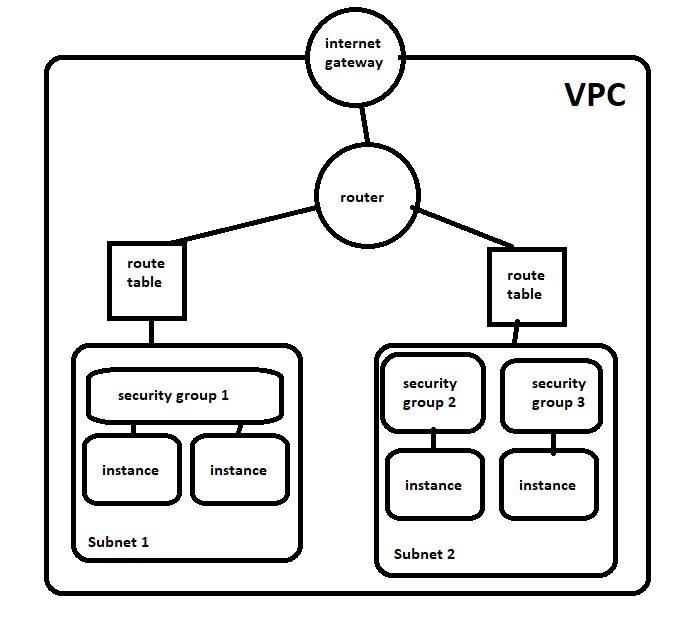 internet
gateway
VPC
router
route
table
route
table
security group 1
instance
instance
Subnet 1
security
group 2
security
group 3
instance
instance
Subnet 2